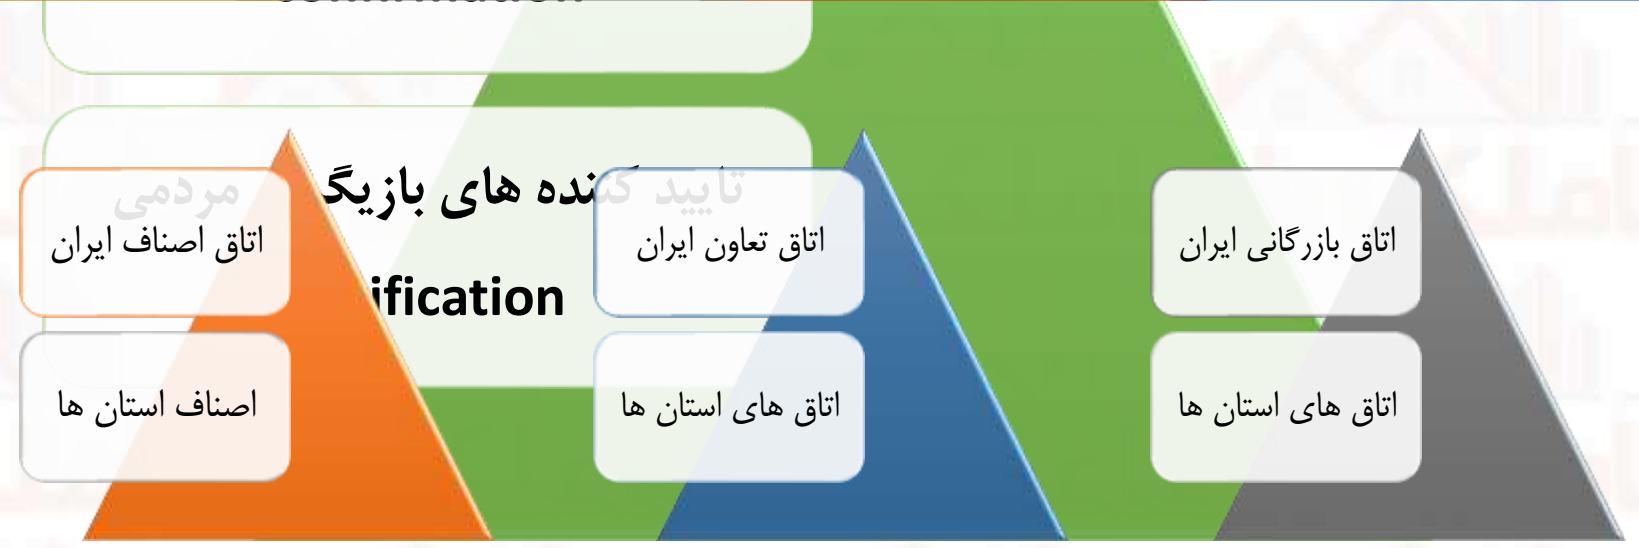 تایید کننده های بازیگ مردمی
ification
اتاق بازرگانی ایران
اتاق های استان ها
اتاق تعاون ایران
اتاق های استان ها
اتاق اصناف ایران
اصناف استان ها